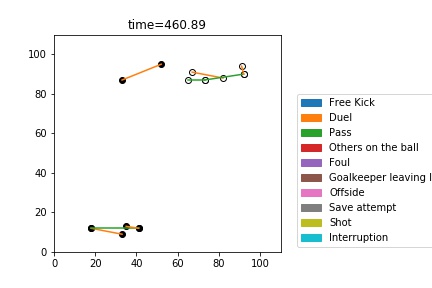 time=460.89
100
80
60
40
20
0
0 20 40 60 80 100
Free Kick
Duel
Pass
Others on the ball
Foul
Goalkeeper leaving l
Offside
Save attempt
Shot
Interruption